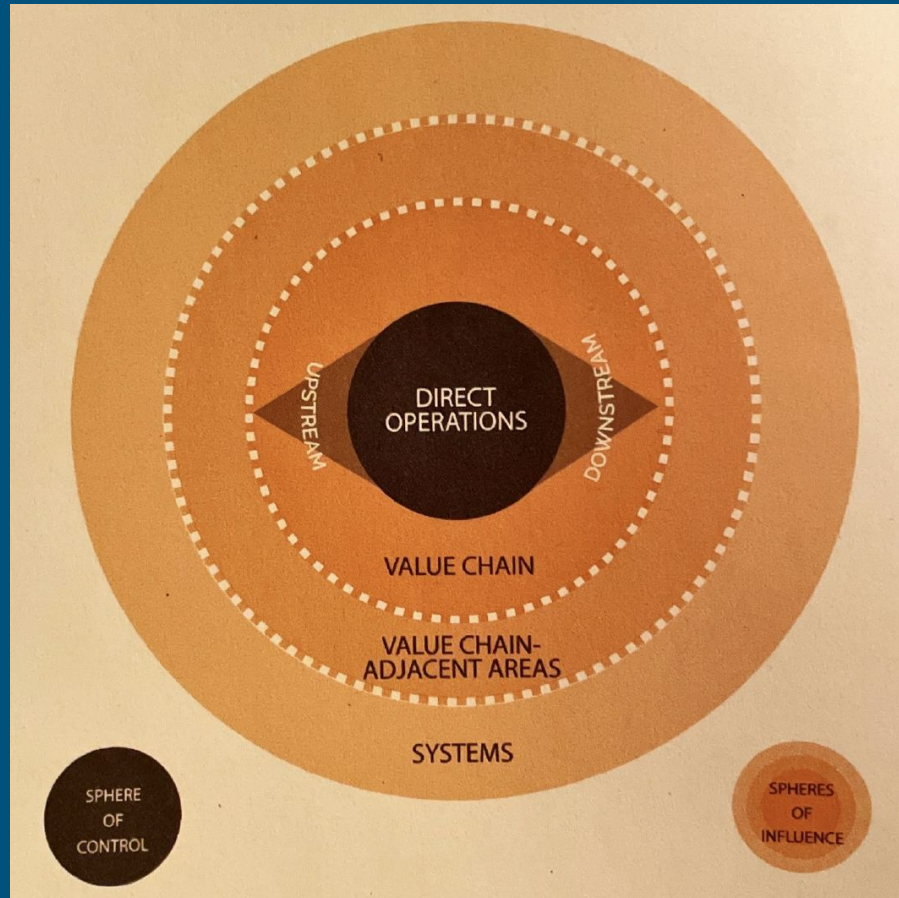 UPSTREAM
DIRECT
OPERATIONS
DOWNSTREAM
VALUE CHAIN
VALUE CHAIN-
ADJACENT AREAS
SYSTEMS
SPHERE
OF
CONTROL
SPHERES
OF
INFLUENCE